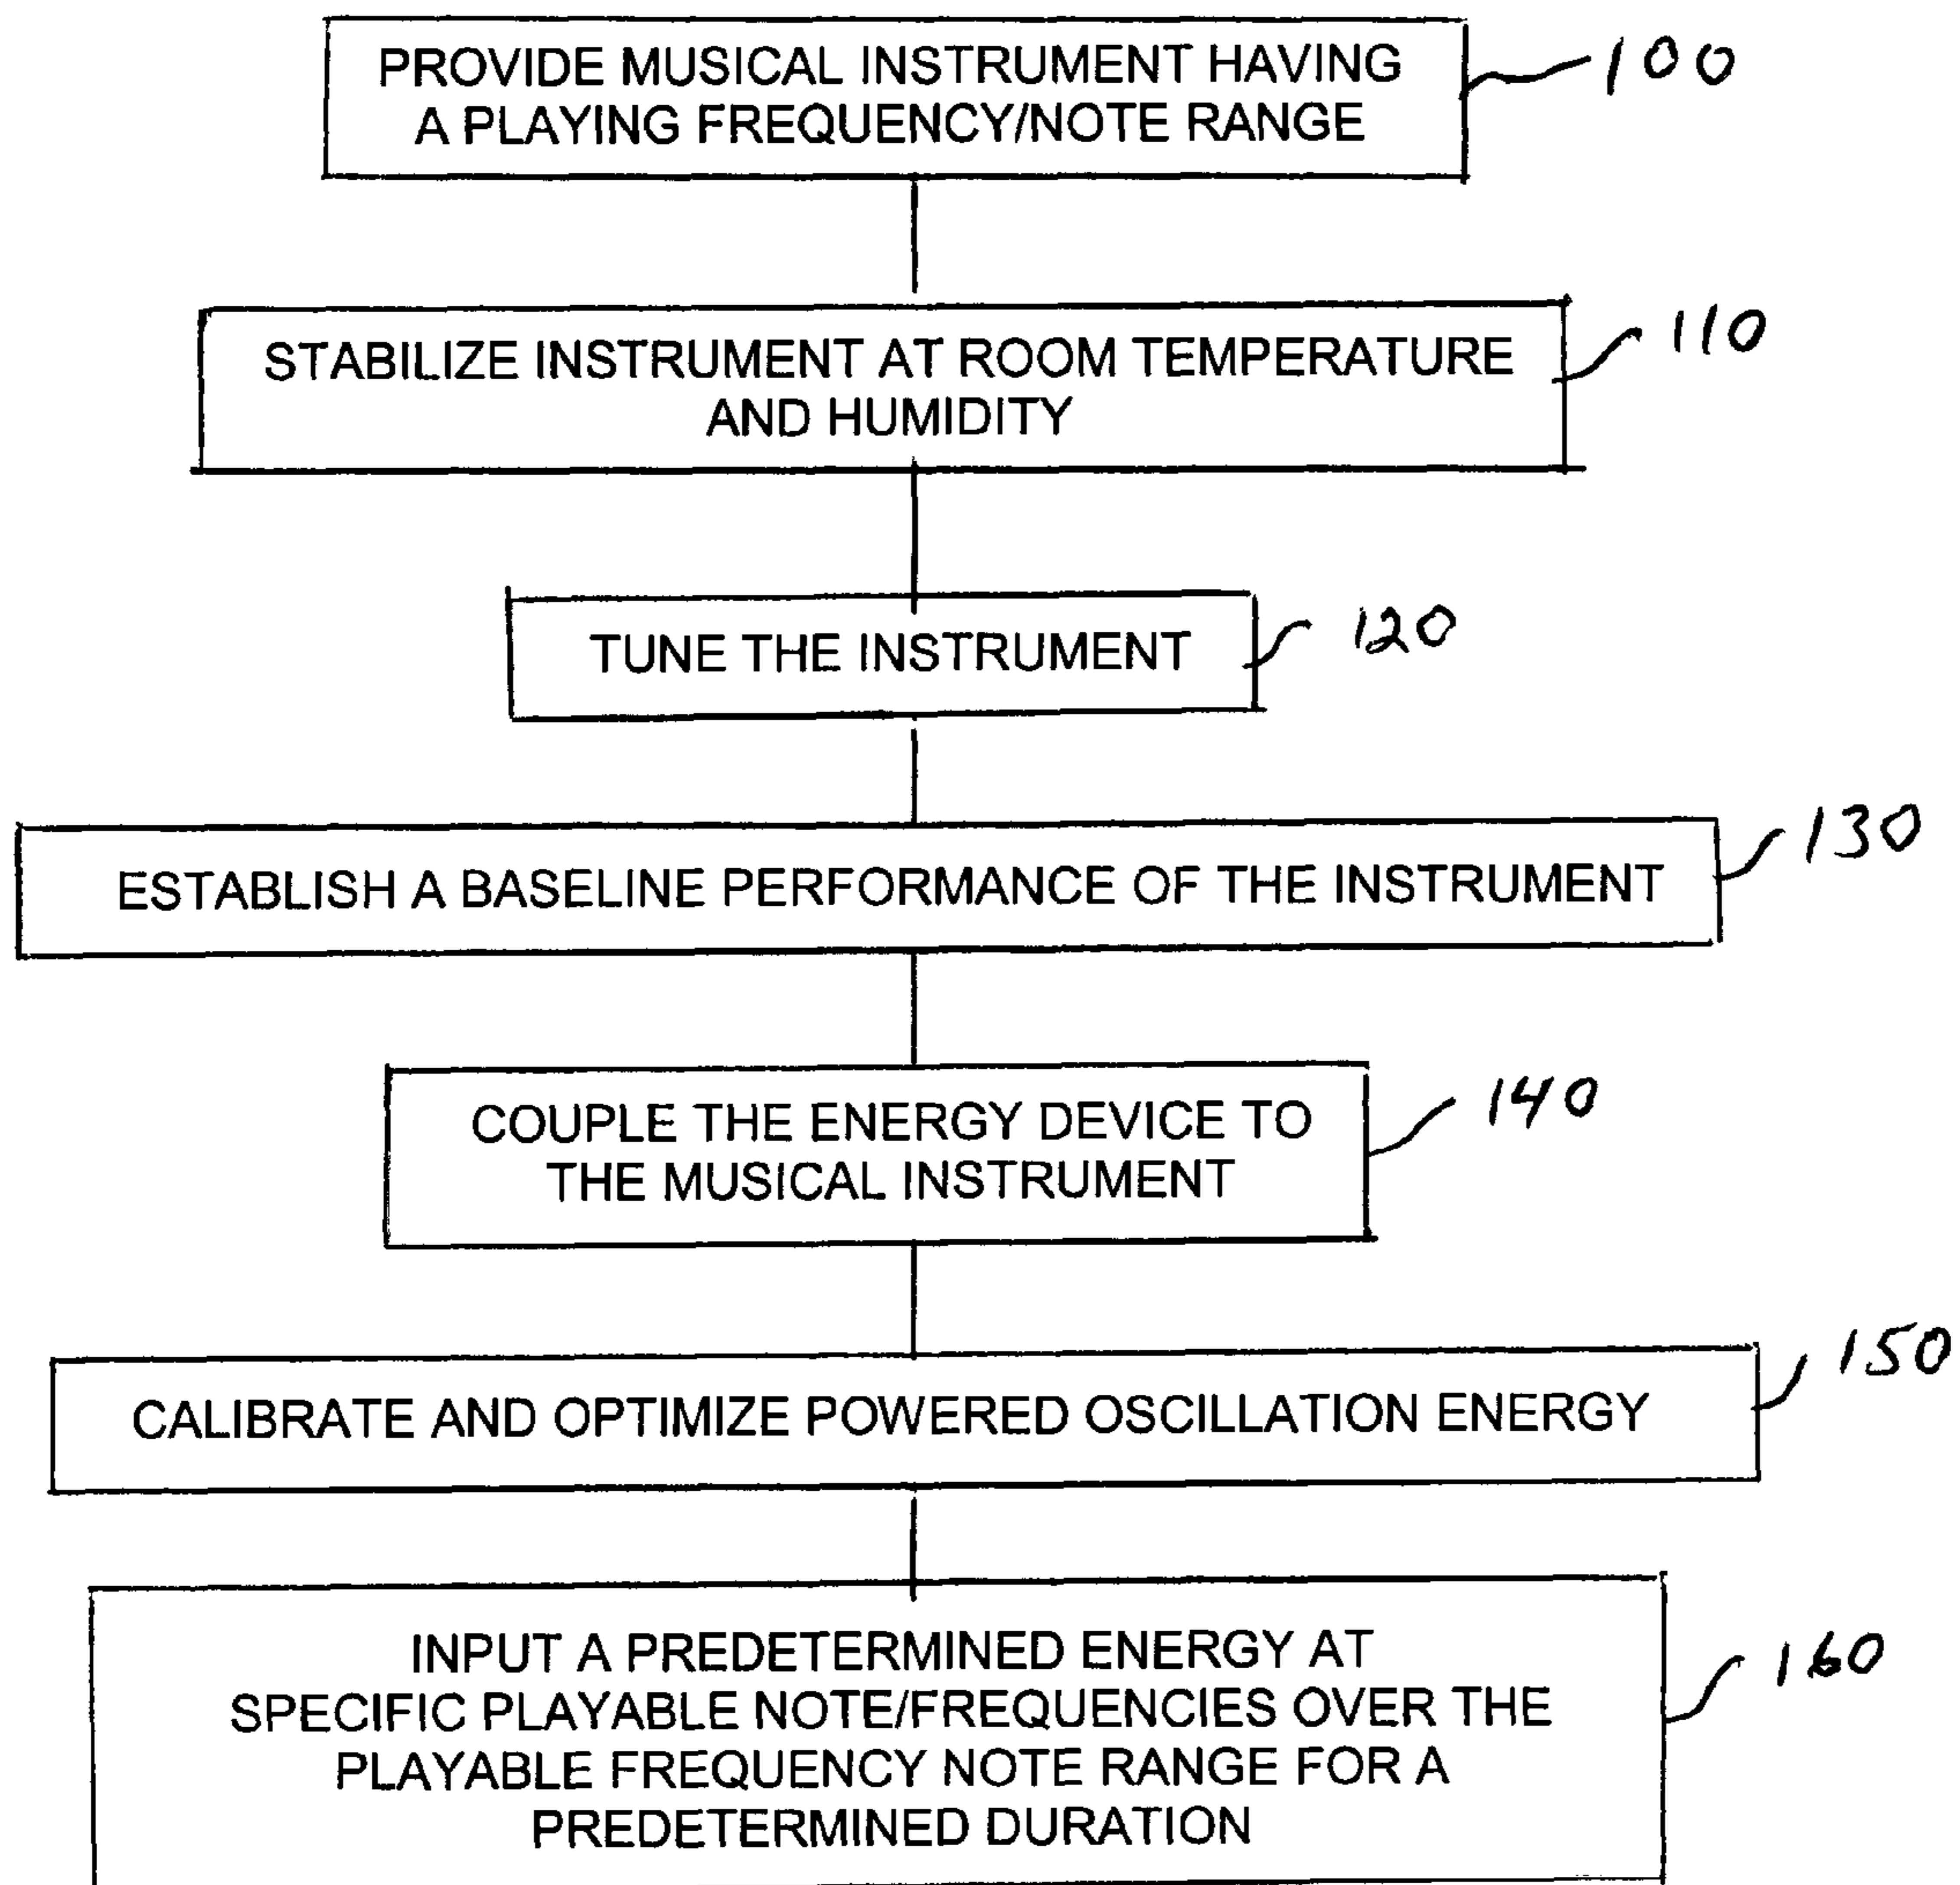 PROVIDE MUSICAL INSTRUMENT HAVING
A PLAYING FREQUENCY/NOTE RANGE
100
STABILIZE INSTRUMENT AT ROOM TEMPERATURE
AND HUMIDITY
110
TUNE THE INSTRUMENT
120
ESTABLISH A BASELINE PERFORMANCE OF THE INSTRUMENT
130
COUPLE THE ENERGY DEVICE TO
THE MUSICAL INSTRUMENT
140
CALIBRATE AND OPTIMIZE POWERED OSCILLATION ENERGY
150
INPUT A PREDETERMINED ENERGY AT
SPECIFIC PLAYABLE NOTE/FREQUENCIES OVER THE
PLAYABLE FREQUENCY NOTE RANGE FOR A
PREDETERMINED DURATION
160